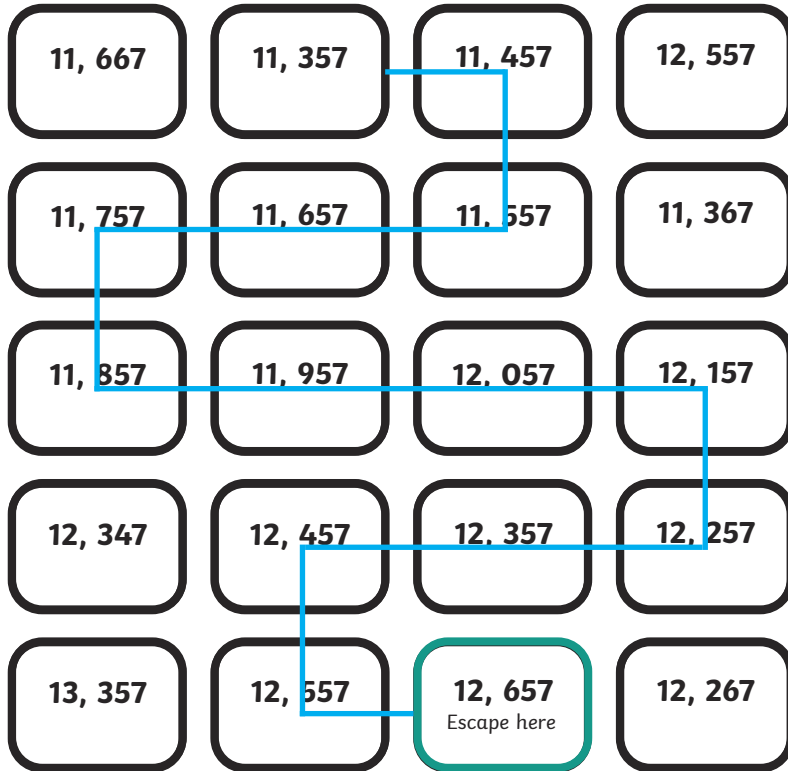 11, 667 11, 357 11, 457 12, 557
11, 757 11, 657 11, 557 11, 367
11, 857 11, 957 12, 057 12, 157
12, 347 12, 457 12, 357 12, 257
13, 357 12, 557 12, 657 12, 267
Escape here